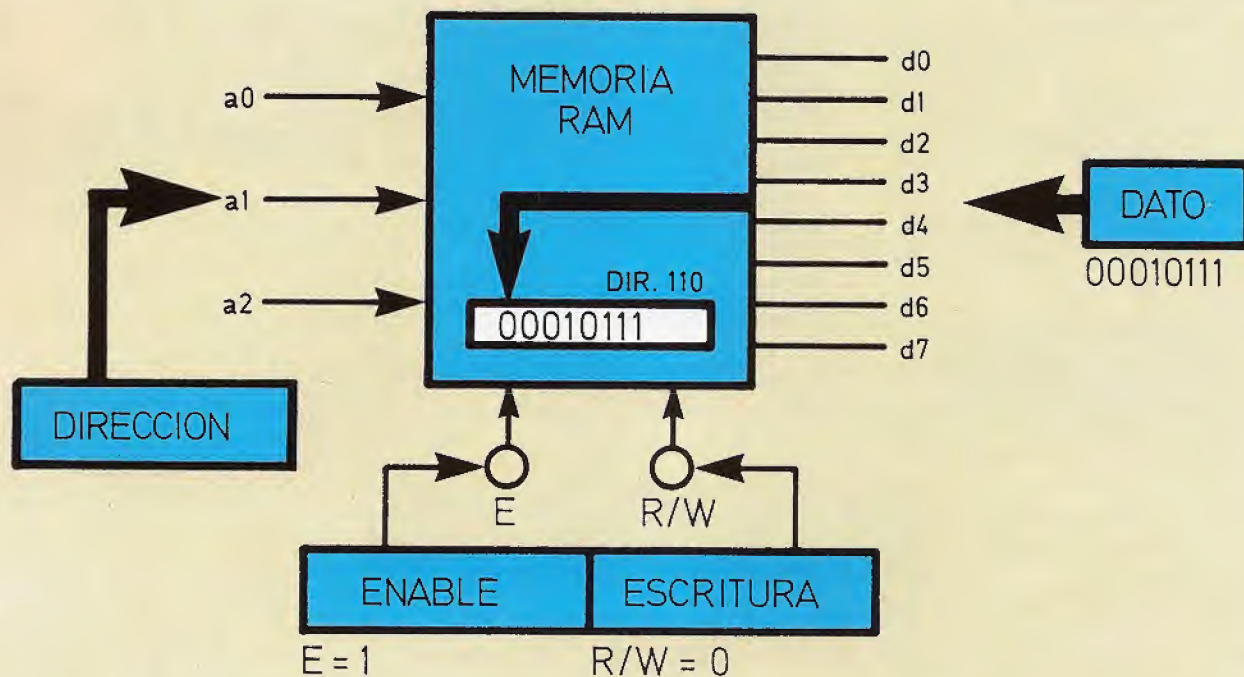 MEMORIA
RAM
a0
a1
a2
d0
d1
d2
d3
d4
d5
d6
d7
DATO
00010111
DIR. 110
00010111
DIRECCION
E
R/W
ENABLE
ESCRITURA
E = 1
R/W = 0